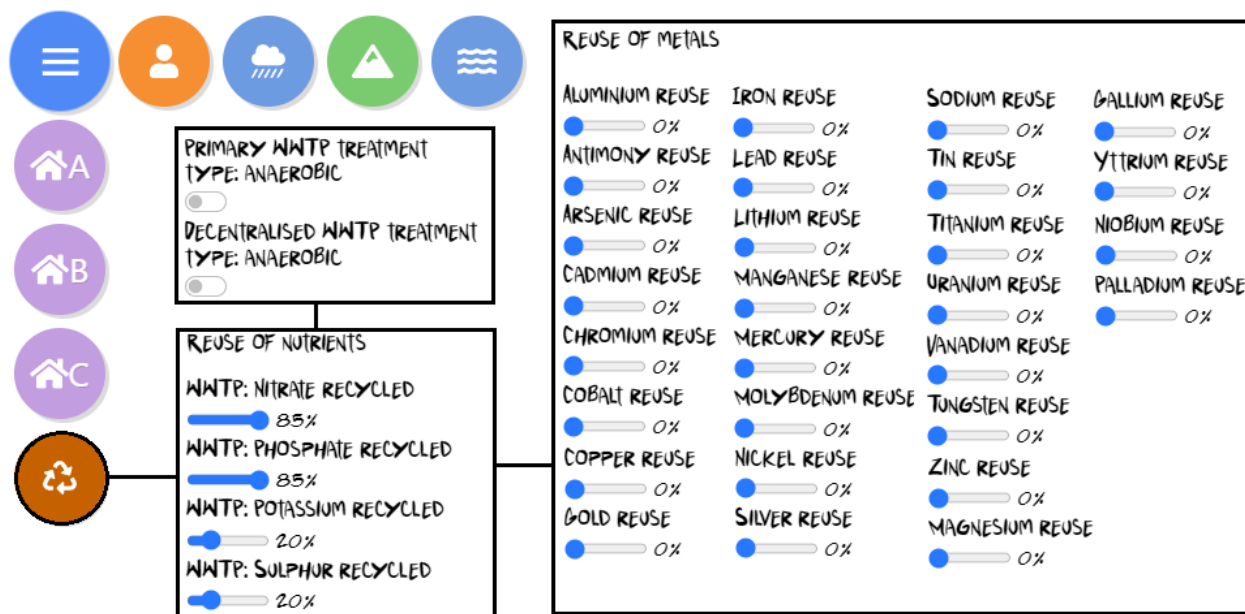 A
B
C
PRIMARY WWTP TREATMENT
TYPE: ANAEROBIC
DECENTRALISED WWTP TREATMENT
TYPE: ANAEROBIC
REUSE OF NUTRIENTS
WWTP: NITRATE RECYCLED
85%
WWTP: PHOSPHATE RECYCLED
85%
WWTP: POTASSIUM RECYCLED
20%
WWTP: SULPHUR RECYCLED
20%
REUSE OF METALS
ALUMINIUM REUSE
0%
ANTIMONY REUSE
0%
ARSENIC REUSE
0%
CADMIUM REUSE
0%
CHROMIUM REUSE
0%
COBALT REUSE
0%
COPPER REUSE
0%
GOLD REUSE
0%
IRON REUSE
0%
LEAD REUSE
0%
LITHIUM REUSE
0%
MANGANESE REUSE
0%
MERCURY REUSE
0%
MOLYBDENUM REUSE
0%
NICKEL REUSE
0%
SILVER REUSE
0%
SODIUM REUSE
0%
TIN REUSE
0%
TITANIUM REUSE
0%
URANIUM REUSE
0%
VANADIUM REUSE
0%
TUNGSTEN REUSE
0%
ZINC REUSE
0%
MAGNESIUM REUSE
0%
GALLIUM REUSE
0%
YTTRIUM REUSE
0%
NIOBIUM REUSE
0%
PALLADIUM REUSE
0%